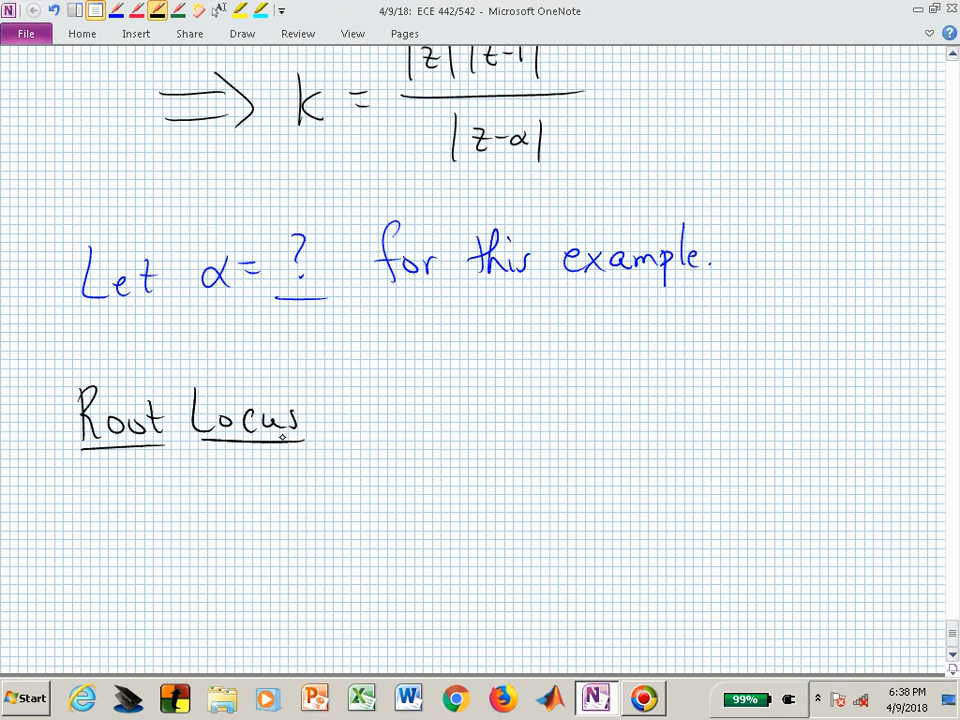 4/9/18: ECE 442/542 - Microsoft OneNote
File Home Insert Share Draw Review View Pages
|z| |z-1|
⟹ k = ———
|z-α|
Let α = ? for this example.
Root Locus
Start
99%
6:38 PM
4/9/2018